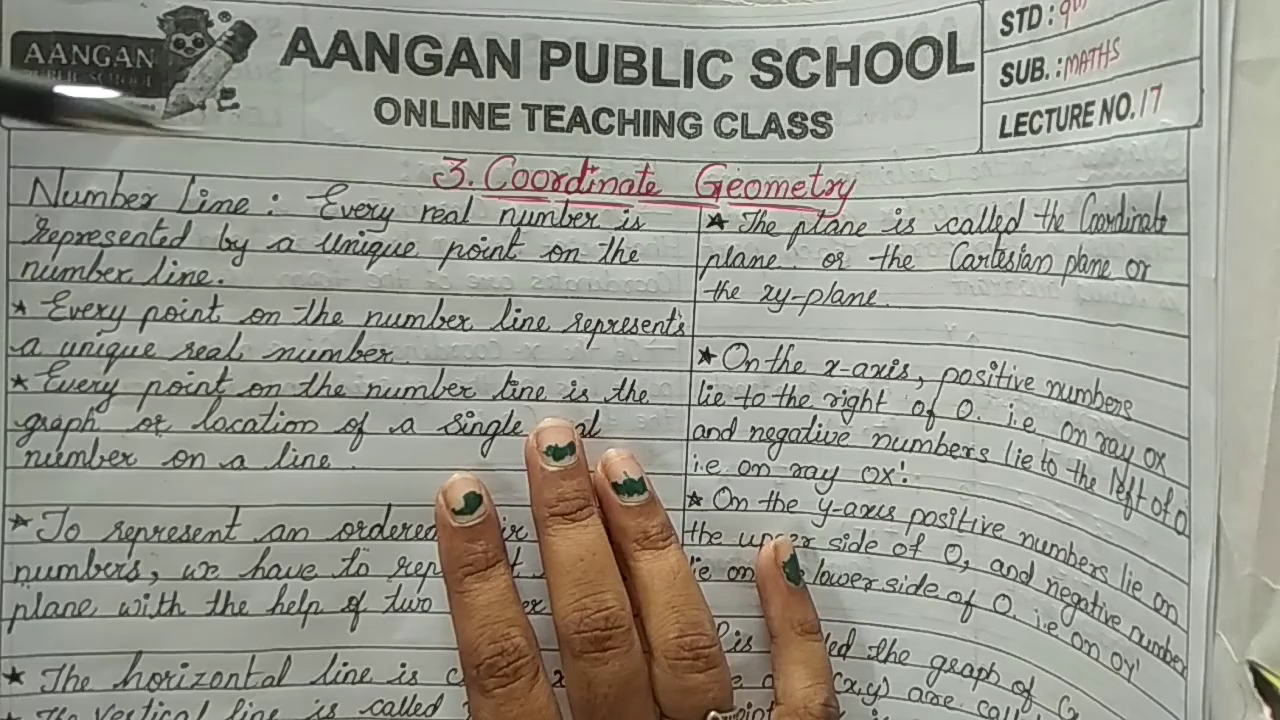 AANGAN
PUBLIC SCHOOL
AANGAN PUBLIC SCHOOL
ONLINE TEACHING CLASS
STD : 9th
SUB. : MATHS
LECTURE NO. 17
3. Coordinate Geometry
Number Line : Every real number is
represented by a unique point on the
number line.
* Every point on the number line represents
a unique real number
* Every point on the number line is the
graph or location of a single
number on a line.
* To represent an ordered
numbers, we have to
plane with the help of two
* The horizontal line is
The vertical line is called
* The plane is called the Coordinate
plane. or the Cartesian plane or
the xy-plane.
* On the x-axis, positive numbers
lie to the right of O. i.e. on ray ox
and negative numbers lie to the left of O
i.e on ray ox'.
* On the y-axis positive numbers lie on
the upper side of O, and negative number
lie on lower side of O. i.e on oy'
is the graph of
(x,y) are